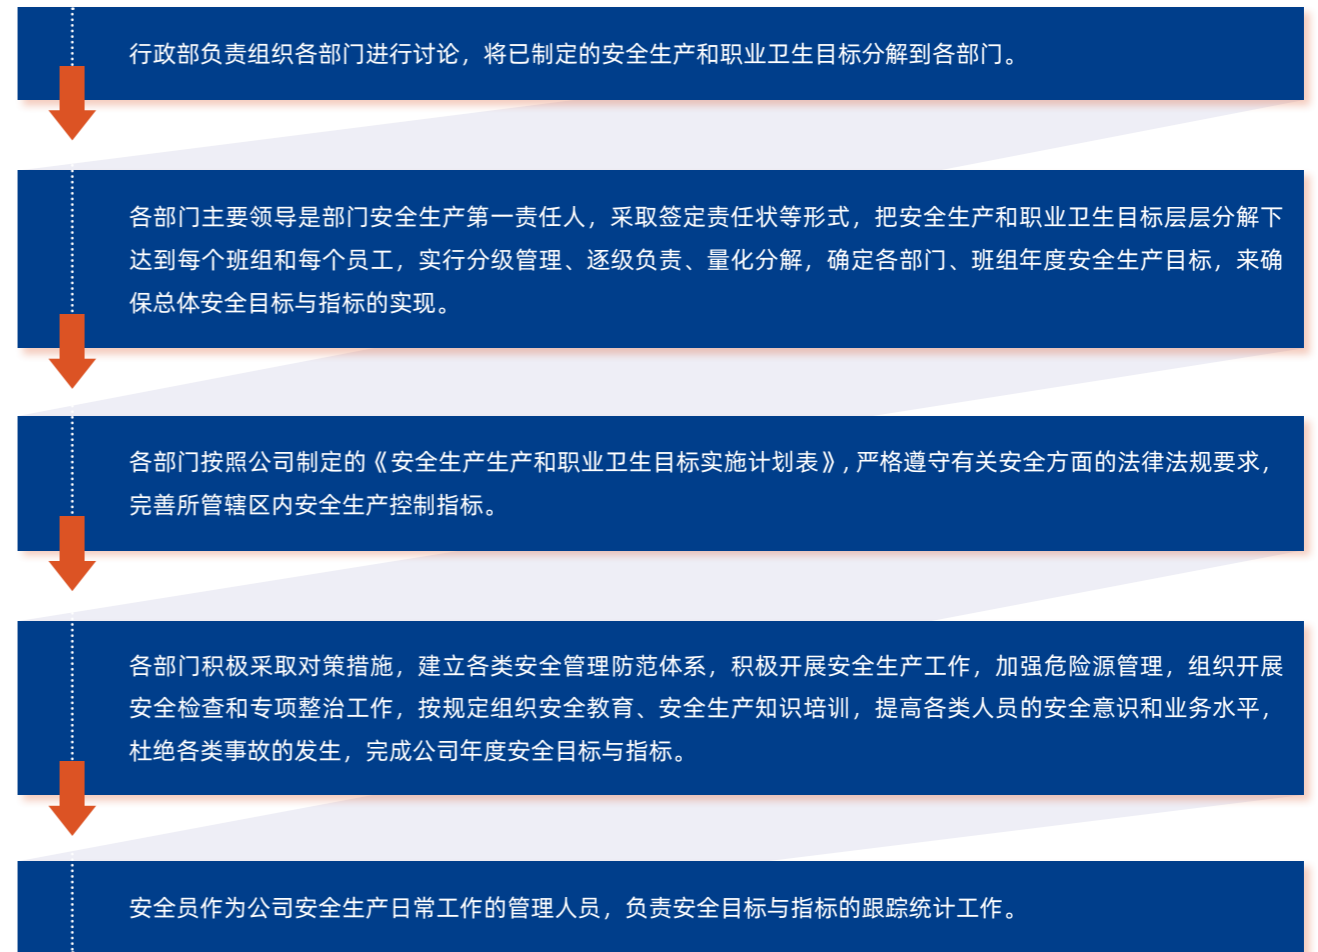 行政部负责组织各部门进行讨论，将已制定的安全生产和职业卫生目标分解到各部门。
各部门主要领导是部门安全生产第一责任人，采取签定责任状等形式，把安全生产和职业卫生目标层层分解下
达到每个班组和每个员工，实行分级管理、逐级负责、量化分解，确定各部门、班组年度安全生产目标，来确
保总体安全目标与指标的实现。
各部门按照公司制定的《安全生产生产和职业卫生目标实施计划表》，严格遵守有关安全方面的法律法规要求，
完善所管辖区内安全生产控制指标。
各部门积极采取对策措施，建立各类安全管理防范体系，积极开展安全生产工作，加强危险源管理，组织开展
安全检查和专项整治工作，按规定组织安全教育、安全生产知识培训，提高各类人员的安全意识和业务水平，
杜绝各类事故的发生，完成公司年度安全目标与指标。
安全员作为公司安全生产日常工作的管理人员，负责安全目标与指标的跟踪统计工作。